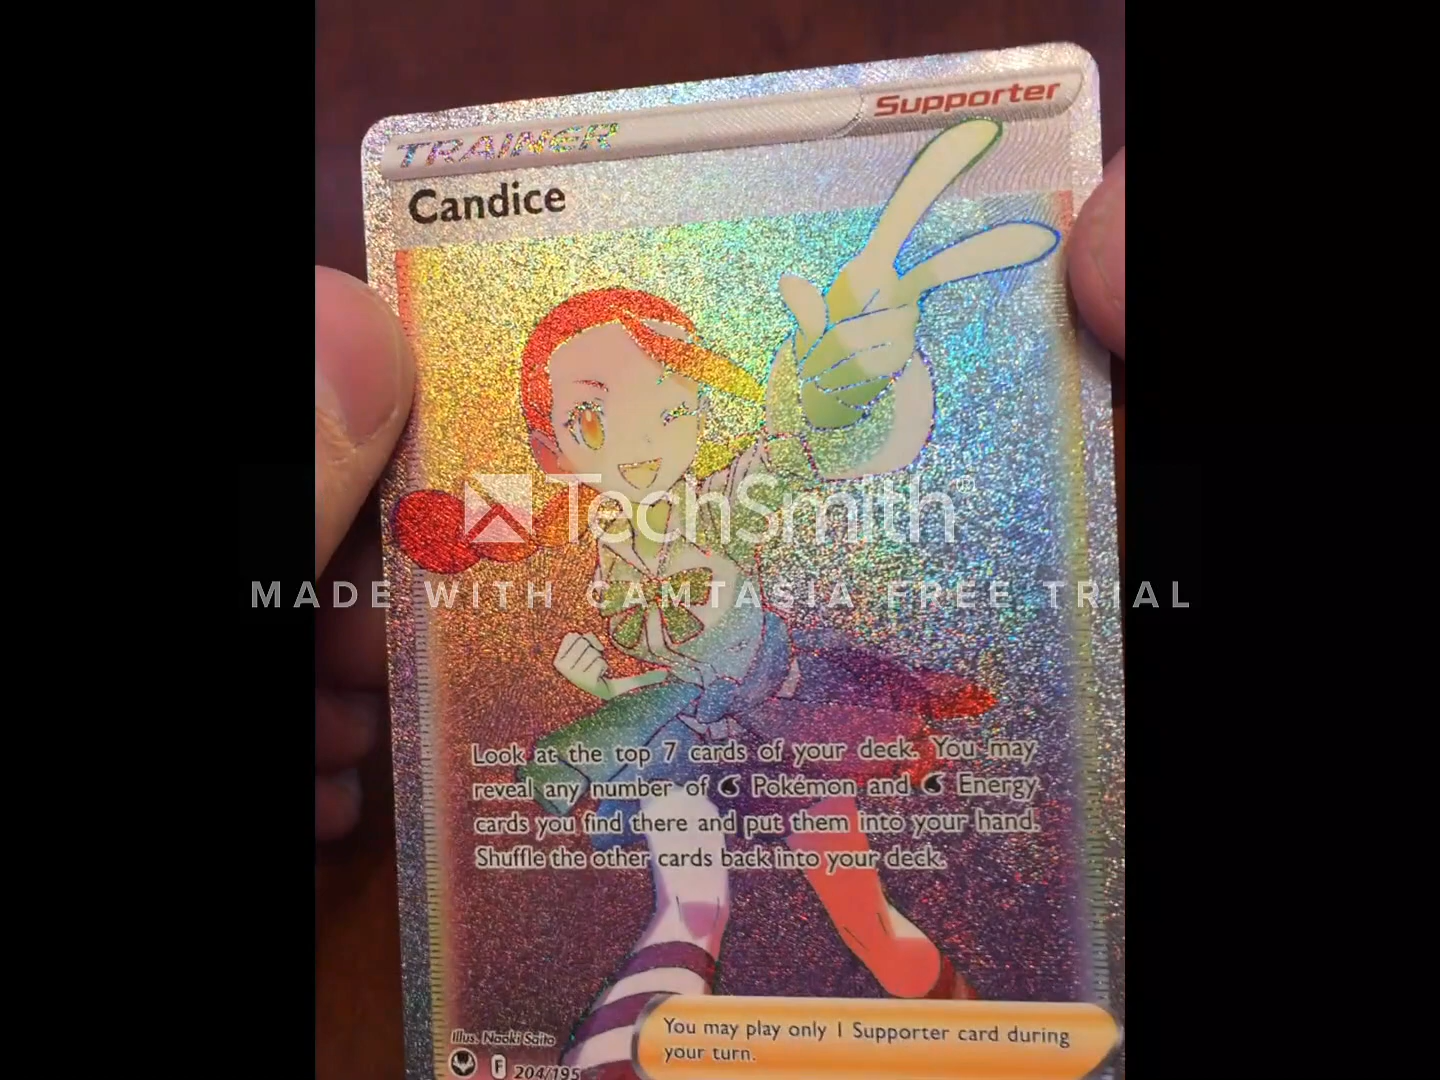 TRAINER
Supporter
Candice
TechSmith®
MADE WITH CAMTASIA FREE TRIAL
Look at the top 7 cards of your deck. You may
reveal any number of Pokémon and Energy
cards you find there and put them into your hand.
Shuffle the other cards back into your deck.
You may play only 1 Supporter card during
your turn.
Illus. Naoki Saito
F 204/195